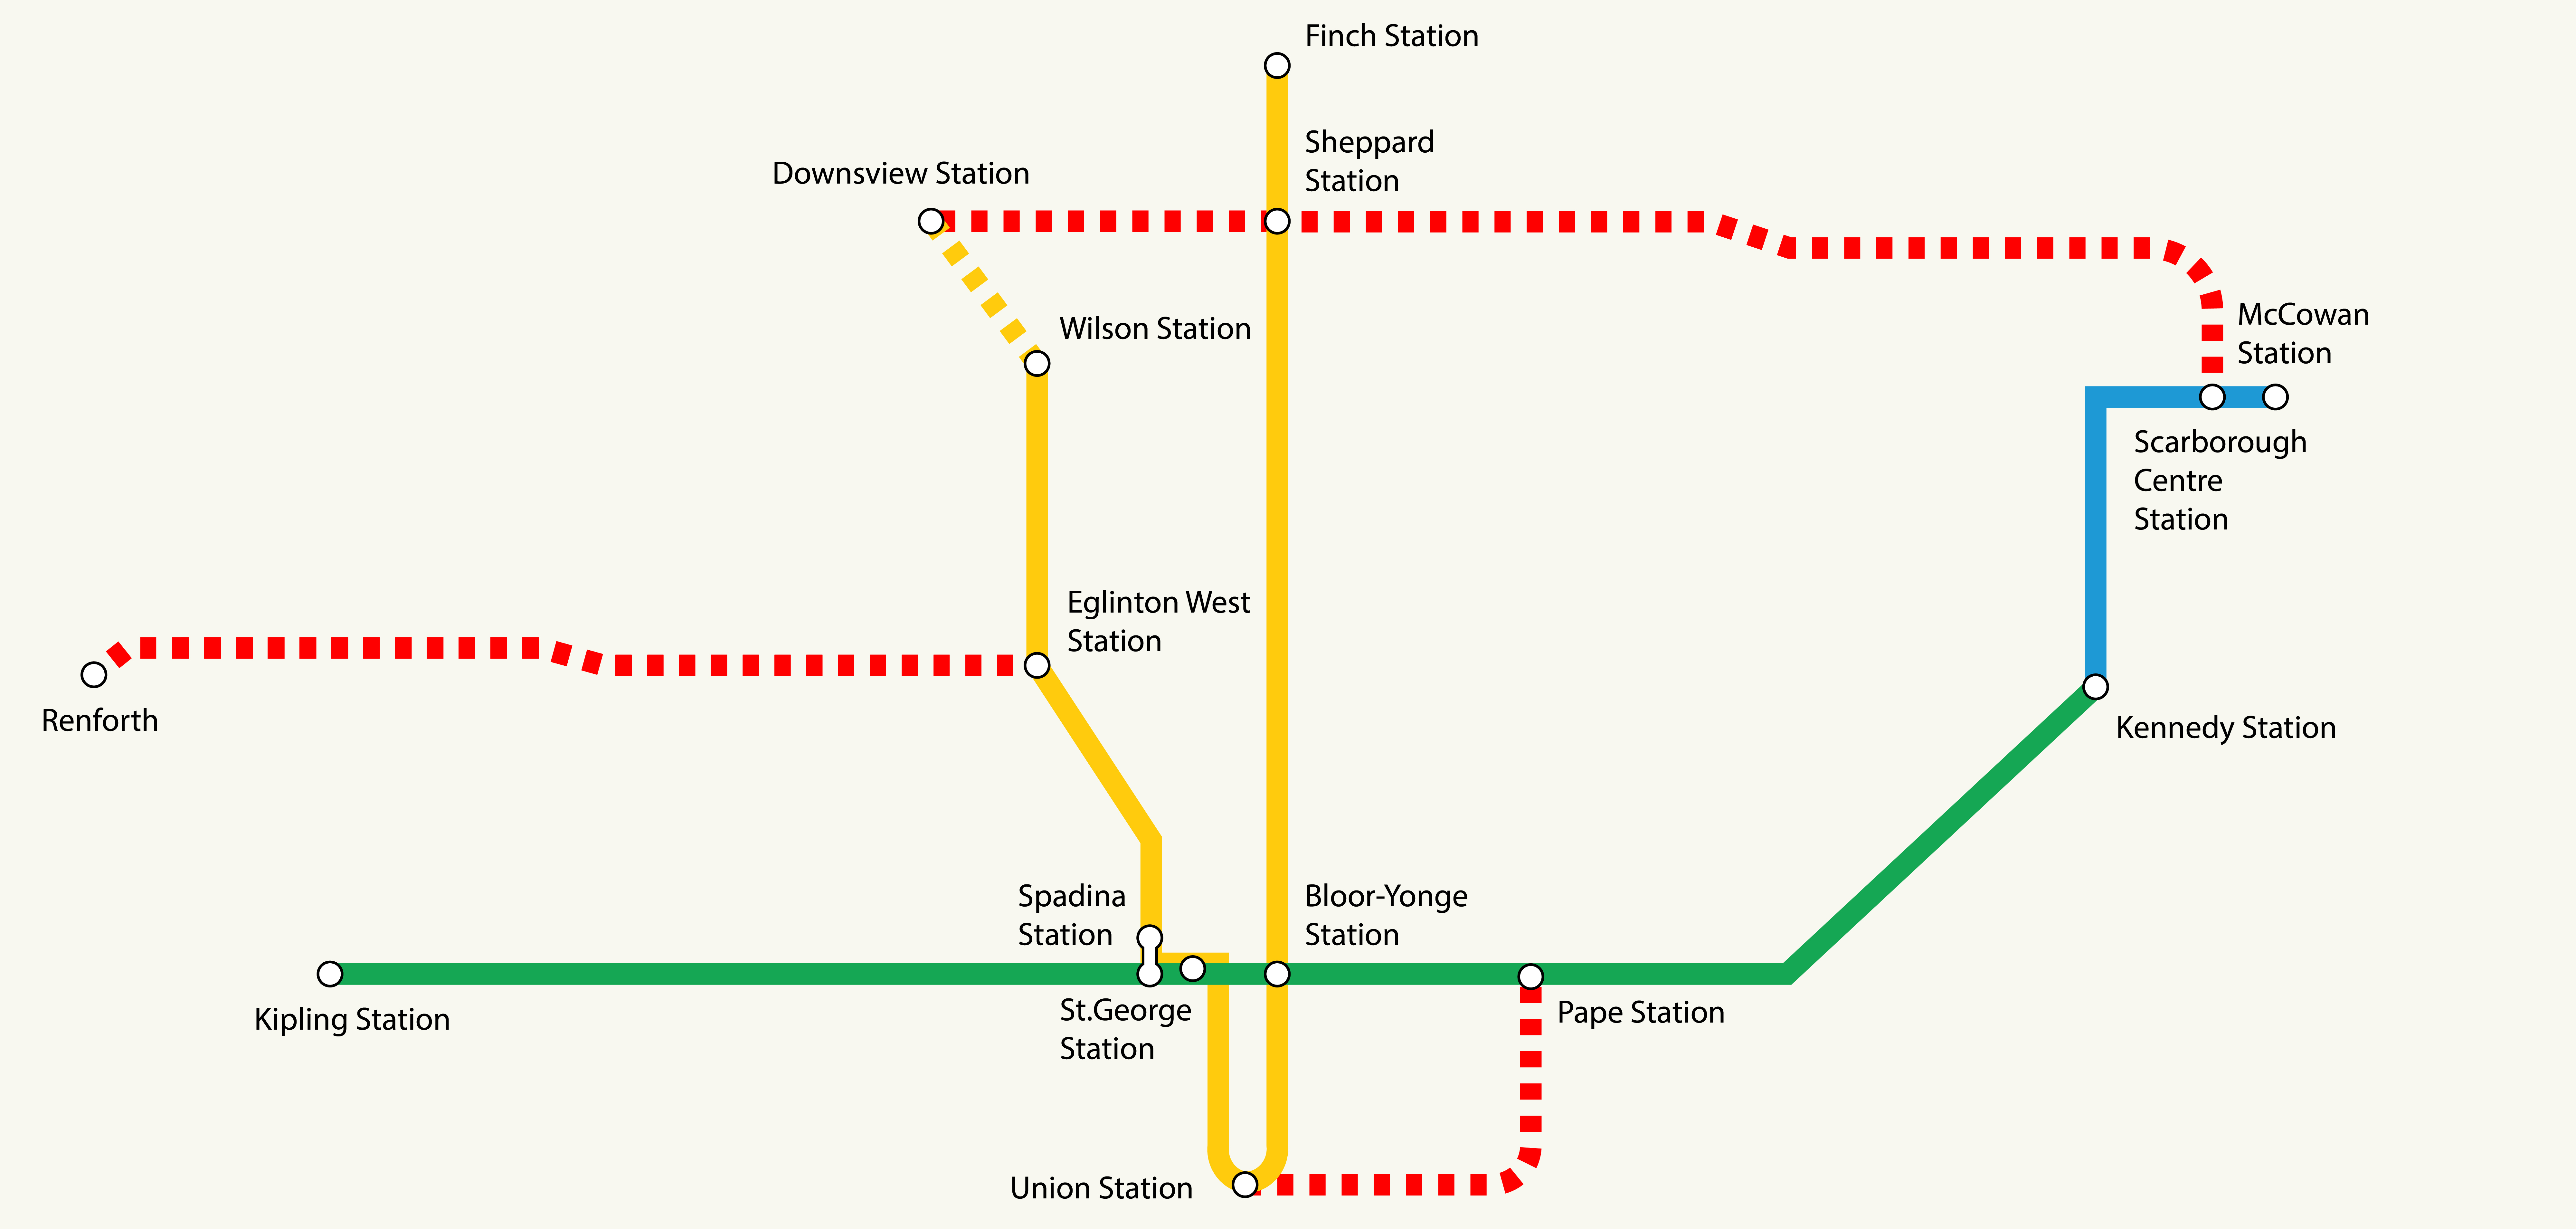 Finch Station
Sheppard
Station
Downsview Station
Wilson Station
McCowan
Station
Scarborough
Centre
Station
Eglinton West
Station
Renforth
Kennedy Station
Spadina
Station
Bloor-Yonge
Station
Kipling Station
St.George
Station
Pape Station
Union Station